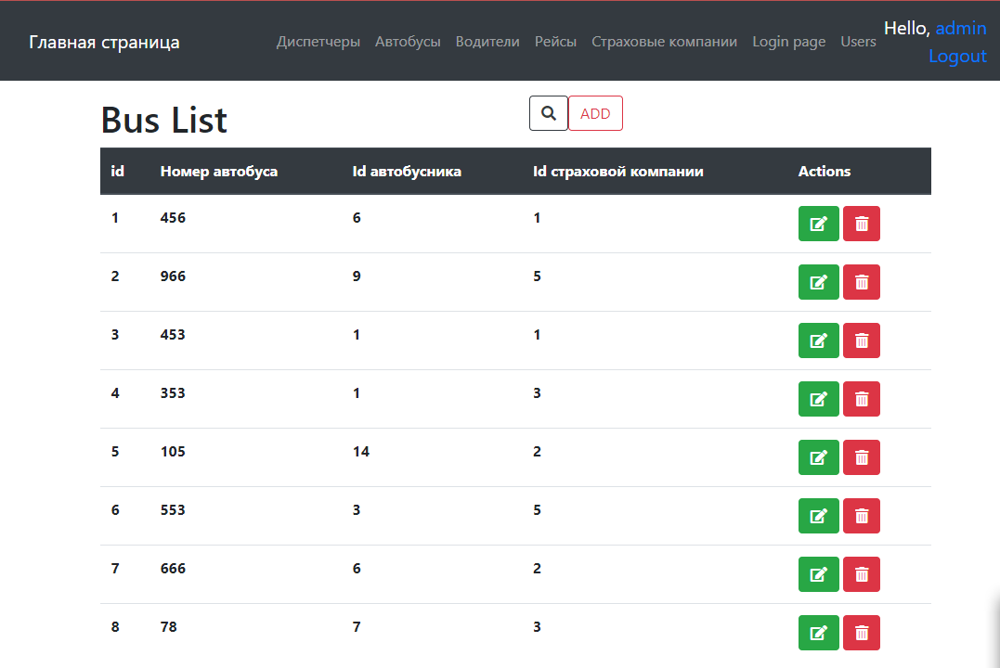 Главная страница Диспетчеры Автобусы Водители Рейсы Страховые компании Login page Users Hello, admin
Logout
Bus List ADD
id Номер автобуса Id автобусника Id страховой компании Actions
1 456 6 1
2 966 9 5
3 453 1 1
4 353 1 3
5 105 14 2
6 553 3 5
7 666 6 2
8 78 7 3